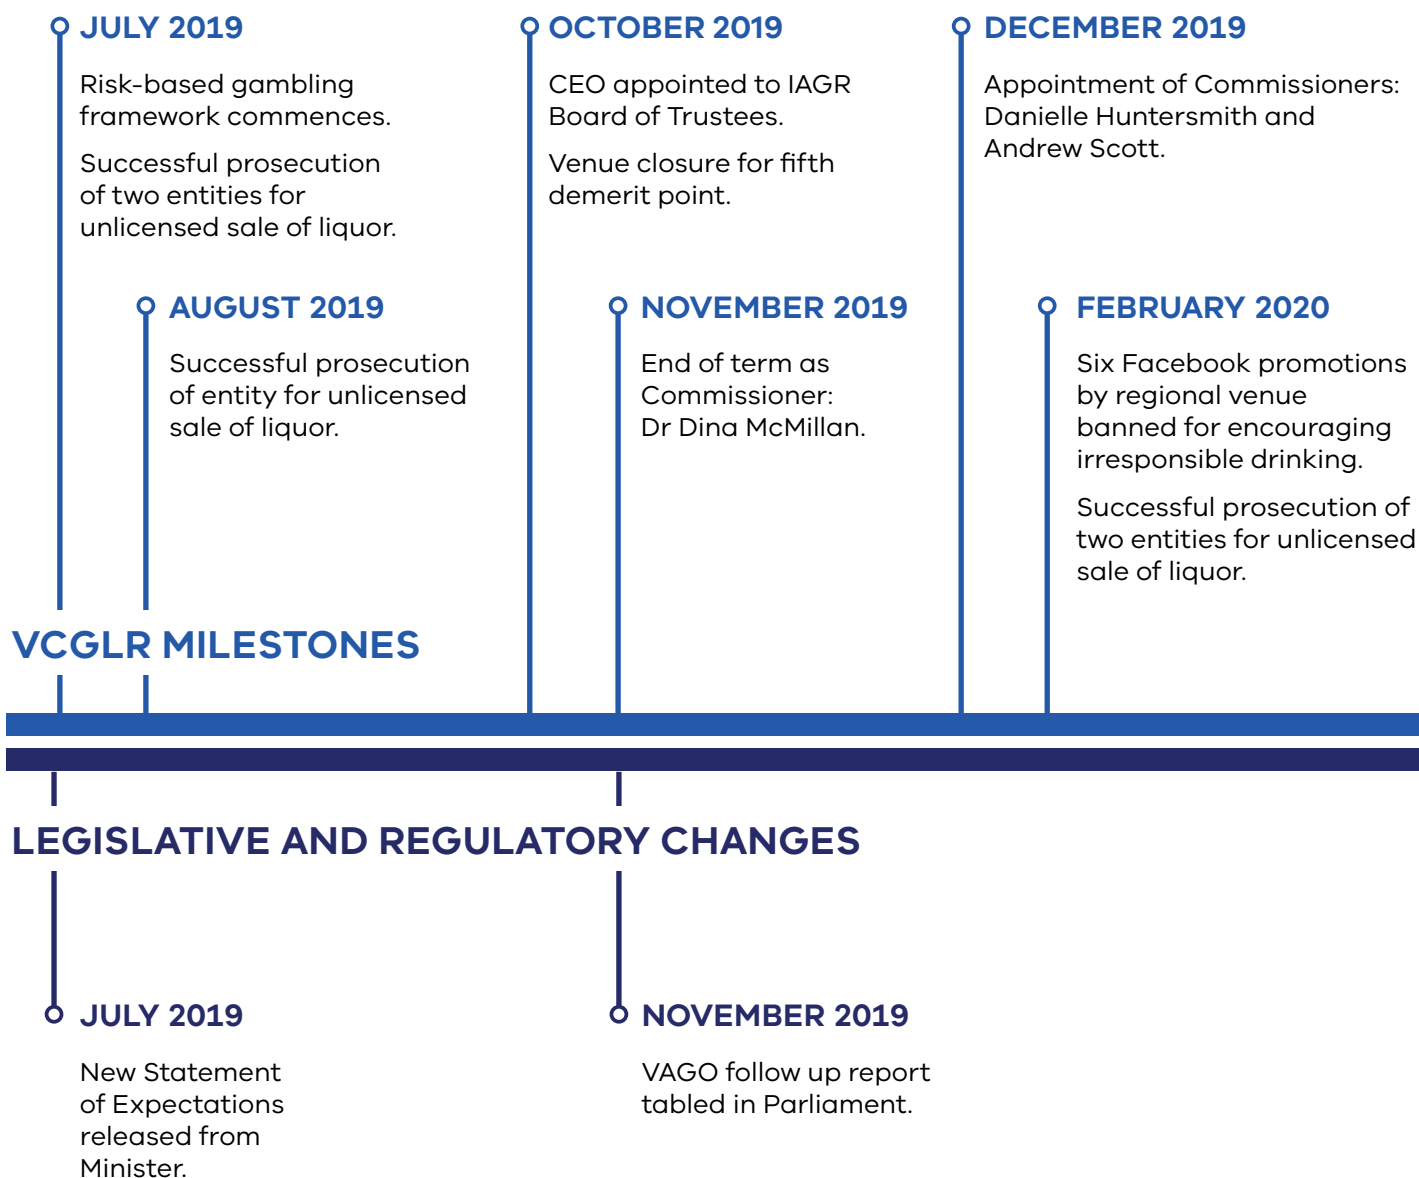 JULY 2019
Risk-based gambling
framework commences.
Successful prosecution
of two entities for
unlicensed sale of liquor.
AUGUST 2019
Successful prosecution
of entity for unlicensed
sale of liquor.
OCTOBER 2019
CEO appointed to IAGR
Board of Trustees.
Venue closure for fifth
demerit point.
NOVEMBER 2019
End of term as
Commissioner:
Dr Dina McMillan.
DECEMBER 2019
Appointment of Commissioners:
Danielle Huntersmith and
Andrew Scott.
FEBRUARY 2020
Six Facebook promotions
by regional venue
banned for encouraging
irresponsible drinking.
Successful prosecution of
two entities for unlicensed
sale of liquor.
VCGLR MILESTONES
LEGISLATIVE AND REGULATORY CHANGES
JULY 2019
New Statement
of Expectations
released from
Minister.
NOVEMBER 2019
VAGO follow up report
tabled in Parliament.